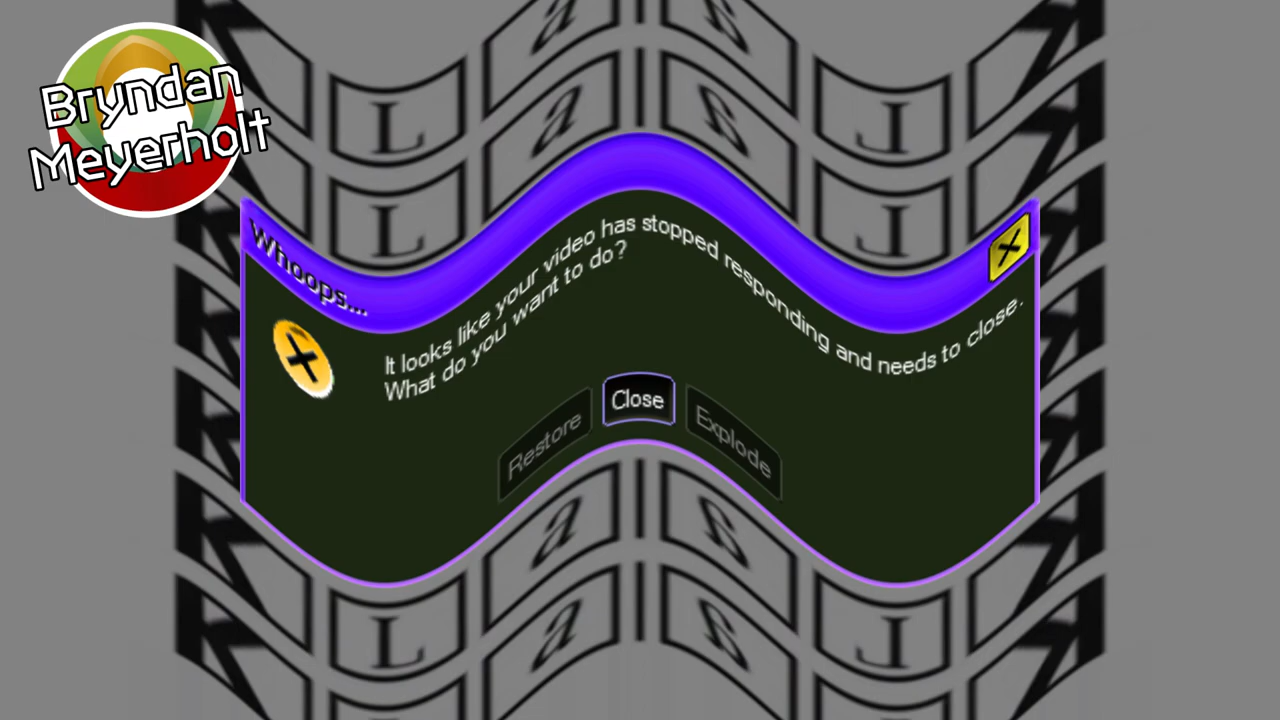 L a s L
L a s L
Bryndan
Meyerholt
Whoops...
It looks like your video has stopped responding and needs to close.
What do you want to do?
Restore Close Explode
L a s L
L a s L